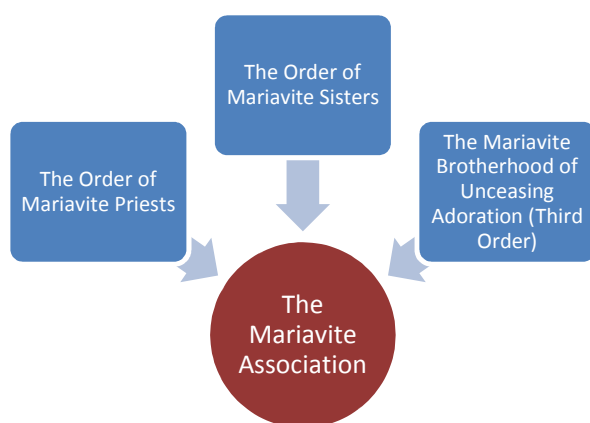 The Order of
Mariavite Sisters
The Order of
Mariavite Priests
The Mariavite
Brotherhood of
Unceasing
Adoration (Third
Order)
The
Mariavite
Association